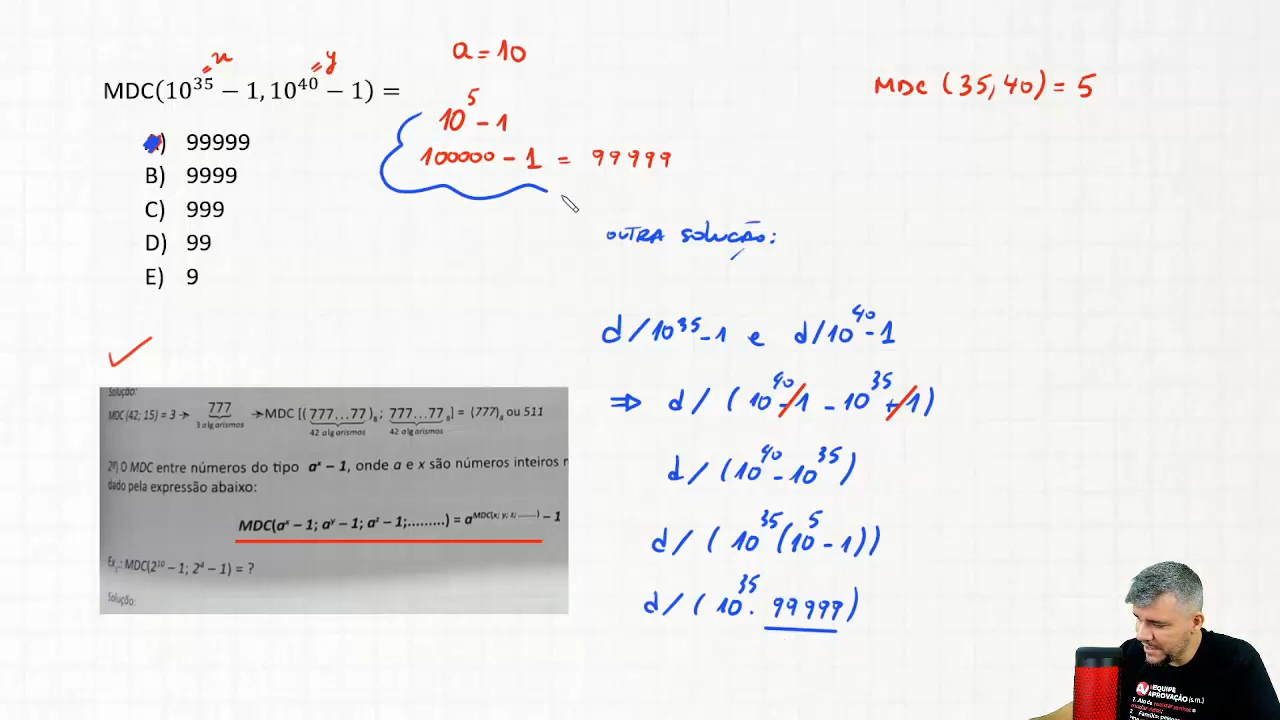 x y
a = 10
MDC(10³⁵ − 1, 10⁴⁰ − 1) =
MDC (35,40) = 5
10⁵ - 1
100000 - 1 = 99999
A) 99999
B) 9999
C) 999
D) 99
E) 9
OUTRA SOLUÇÃO:
d/10³⁵-1 e d/10⁴⁰-1
⇒ d/(10⁴⁰-1 - 10³⁵+1)
d/(10⁴⁰-10³⁵)
d/(10³⁵(10⁵-1))
d/(10³⁵. 99999)
Solução:
MDC (42; 15) = 3 → 777 → MDC [( 777...77 )₈; 777...77 ₈] = (777)₈ ou 511
3 algarismos 42 algarismos 42 algarismos
2º) O MDC entre números do tipo aˣ – 1, onde a e x são números inteiros
dado pela expressão abaixo:
MDC(aˣ – 1; aʸ – 1; aᶻ – 1;.........) = a^MDC(x; y; z; ........) – 1
Ex.: MDC(2¹⁰ – 1; 2⁴ – 1) = ?
Solução:
EQUIPE
APROVAÇÃO (s.m.)